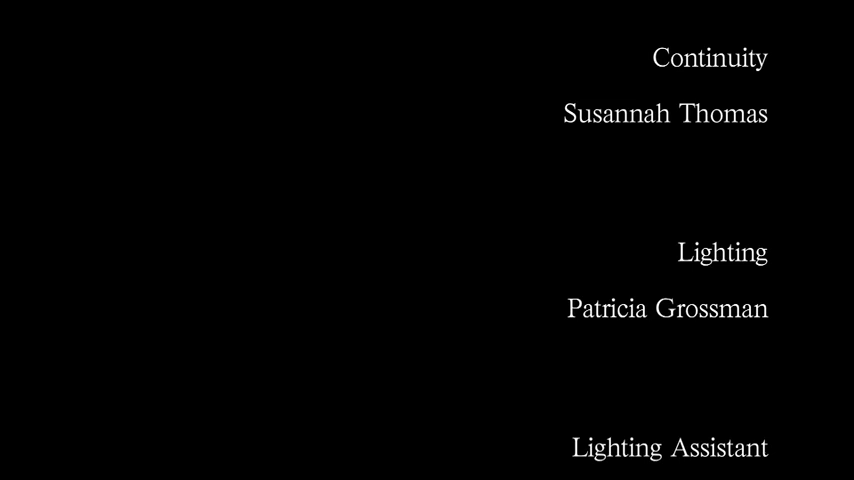 Continuity
Susannah Thomas
Lighting
Patricia Grossman
Lighting Assistant